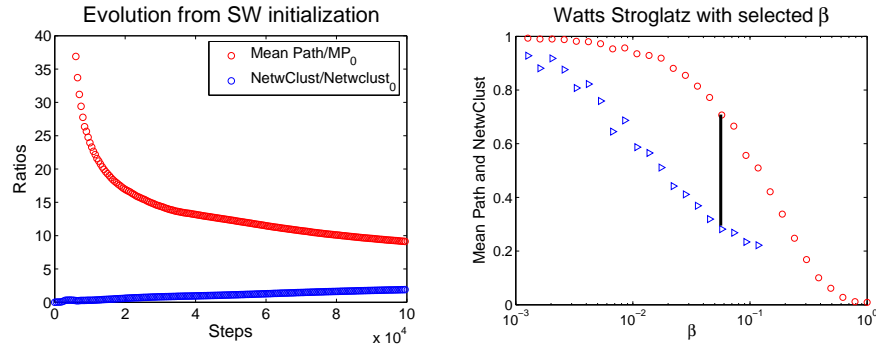 Evolution from SW initialization
Mean Path/MP_0
NetwClust/Netwclust_0
Ratios
40
35
30
25
20
15
10
5
0
0 2 4 6 8 10
x 10^4
Steps
Watts Stroglatz with selected β
Mean Path and NetwClust
1
0.8
0.6
0.4
0.2
0
10^-3 10^-2 10^-1 10^0
β